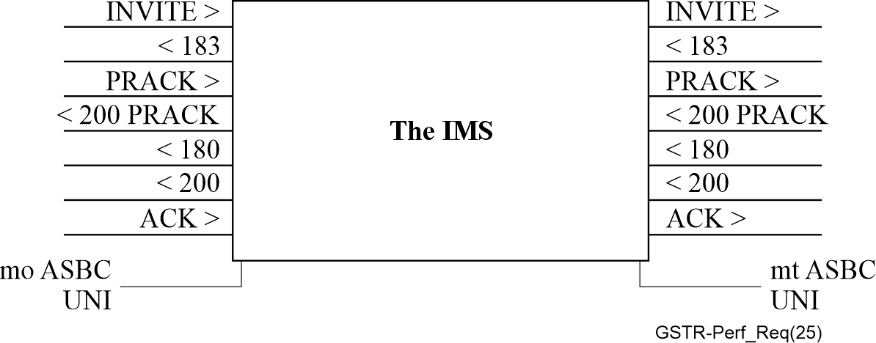 INVITE >
< 183
PRACK >
< 200 PRACK
< 180
< 200
ACK >
The IMS
INVITE >
< 183
PRACK >
< 200 PRACK
< 180
< 200
ACK >
mo ASBC
UNI
mt ASBC
UNI
GSTR-Perf_Req(25)